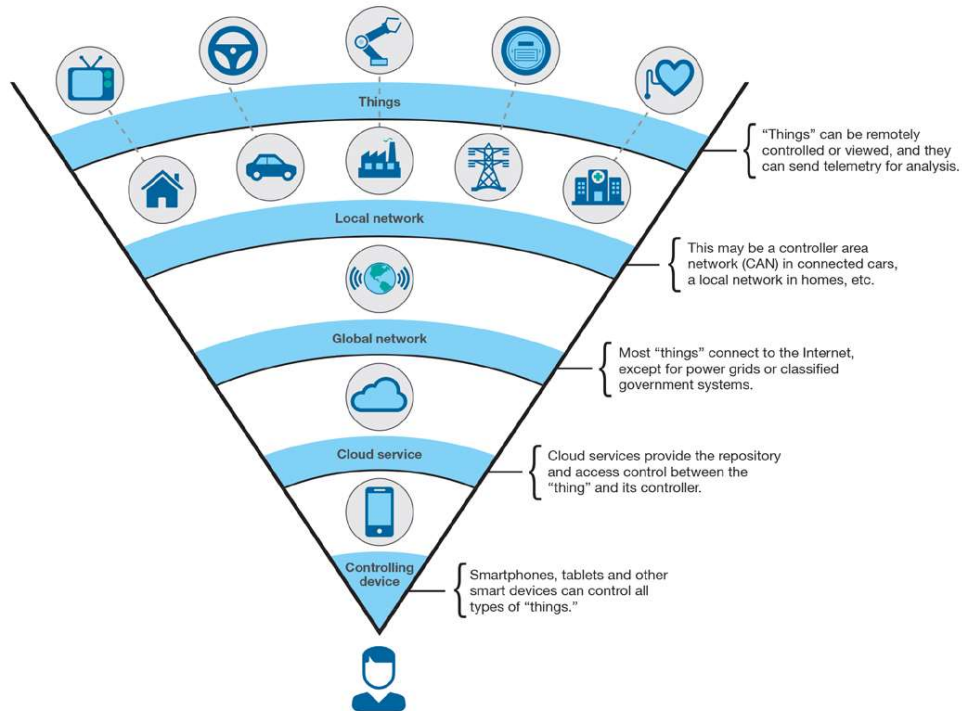 Things
“Things” can be remotely
controlled or viewed, and they
can send telemetry for analysis.
Local network
This may be a controller area
network (CAN) in connected cars,
a local network in homes, etc.
Global network
Most “things” connect to the Internet,
except for power grids or classified
government systems.
Cloud service
Cloud services provide the repository
and access control between the
“thing” and its controller.
Controlling
device
Smartphones, tablets and other
smart devices can control all
types of “things.”